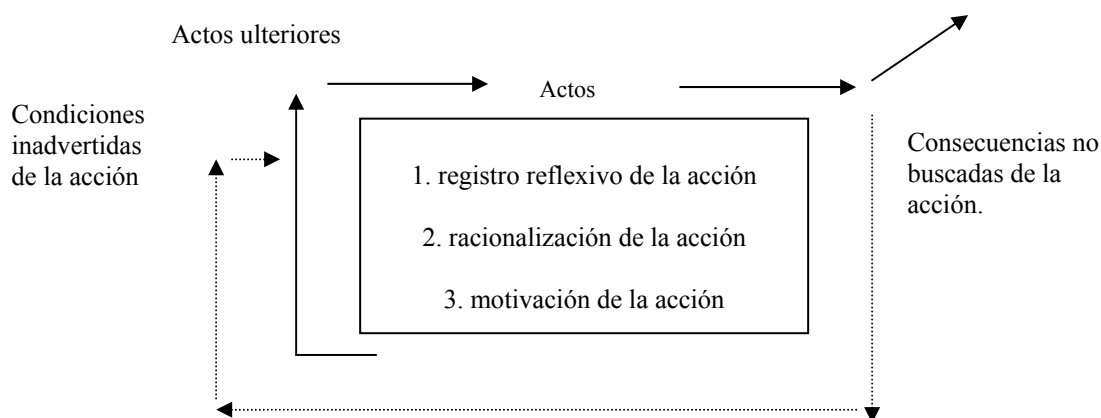 Actos ulteriores
Actos
Condiciones
inadvertidas
de la acción
1. registro reflexivo de la acción
2. racionalización de la acción
3. motivación de la acción
Consecuencias no
buscadas de la
acción.